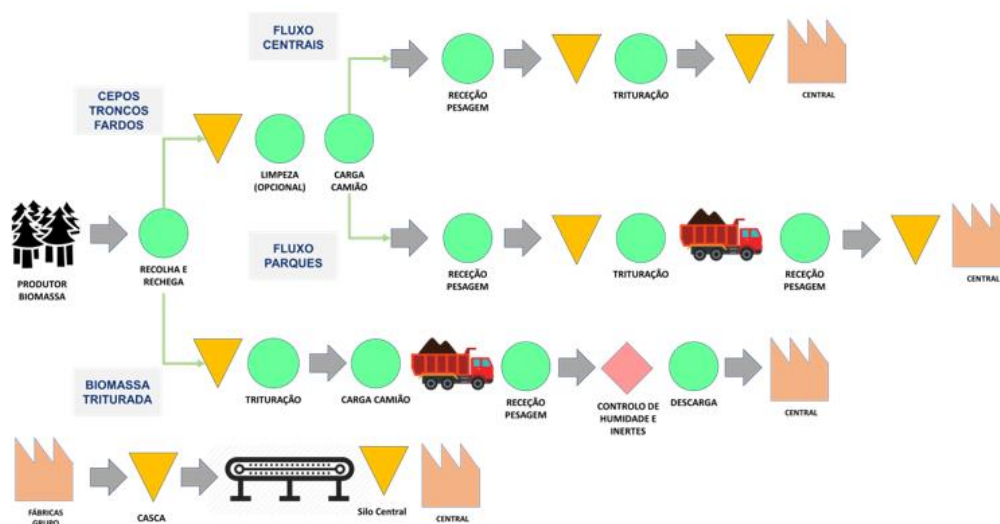 FLUXO
CENTRAIS
RECEÇÃO
PESAGEM
TRITURAÇÃO
CENTRAL
CEPOS
TRONCOS
FARDOS
LIMPEZA
(OPCIONAL)
CARGA
CAMIÃO
PRODUTOR
BIOMASSA
RECOLHA E
RECHEGA
FLUXO
PARQUES
RECEÇÃO
PESAGEM
TRITURAÇÃO
RECEÇÃO
PESAGEM
CENTRAL
BIOMASSA
TRITURADA
TRITURAÇÃO
CARGA CAMIÃO
RECEÇÃO
PESAGEM
CONTROLO DE
HUMIDADE E
INERTES
DESCARGA
CENTRAL
FÁBRICAS
GRUPO
CASCA
Silo Central
CENTRAL